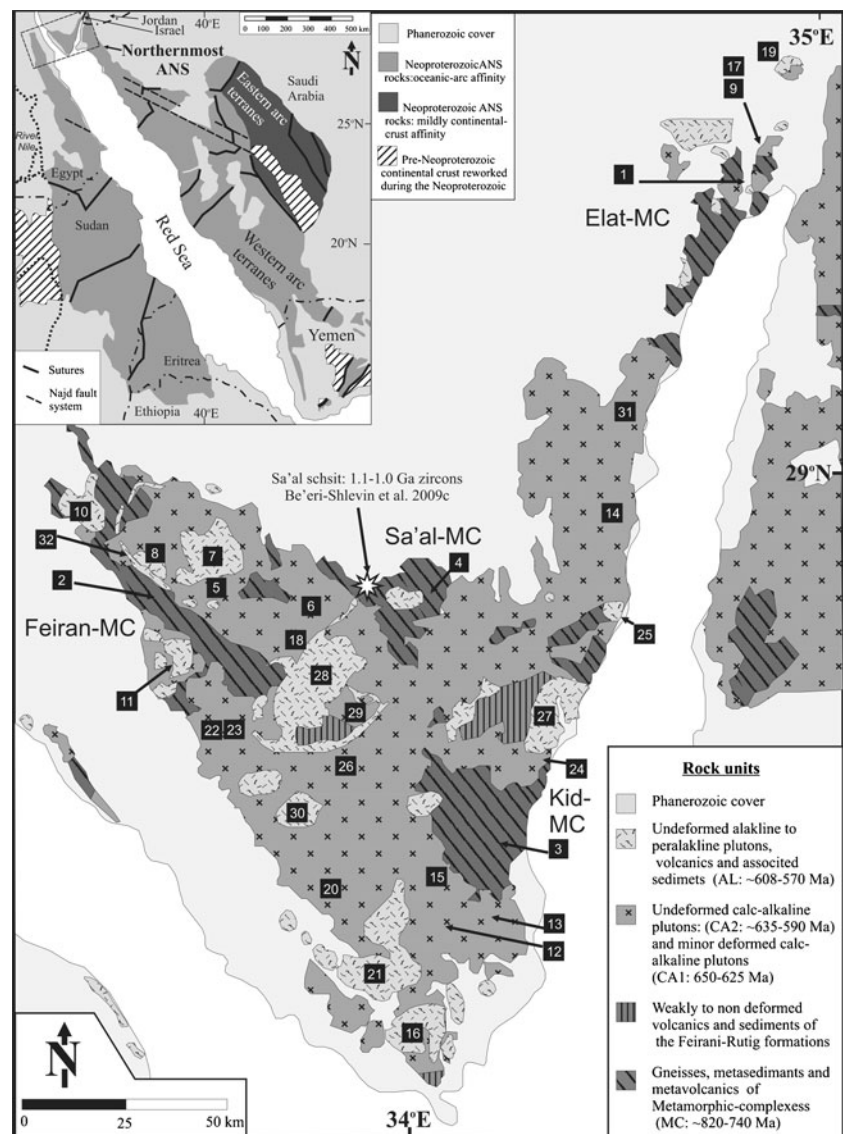 Jordan
Israel
40°E
Northernmost
ANS
0 100 200 300 400 500 km
N
Saudi
Arabia
Eastern arc
terranes
25°N
River
Nile
Egypt
Sudan
Red Sea
20°N
Western arc
terranes
Yemen
Eritrea
Ethiopia
40°E
Sutures
Najd fault
system
Phanerozoic cover
NeoproterozoicANS
rocks:oceanic-arc affinity
Neoproterozoic ANS
rocks: mildly continental-
crust affinity
Pre-Neoproterozoic
continental crust reworked
during the Neoproterozoic
35°E
19
17
9
1
Elat-MC
31
29°N
Sa'al schsit: 1.1-1.0 Ga zircons
Be'eri-Shlevin et al. 2009c
14
10
Sa'al-MC
32
8
7
4
2
5
6
Feiran-MC
18
25
28
11
29
27
22
23
26
24
Kid-
MC
30
3
15
20
13
12
21
16
N
0 25 50 km
34°E
Rock units
Phanerozoic cover
Undeformed alakline to
peralakline plutons,
volcanics and associted
sedimets (AL: ~608-570 Ma)
Undeformed calc-alkaline
plutons: (CA2: ~635-590 Ma)
and minor deformed calc-
alkaline plutons
(CA1: 650-625 Ma)
Weakly to non deformed
volcanics and sediments of
the Feirani-Rutig formations
Gneisses, metasedimants and
metavolcanics of
Metamorphic-complexess
(MC: ~820-740 Ma)